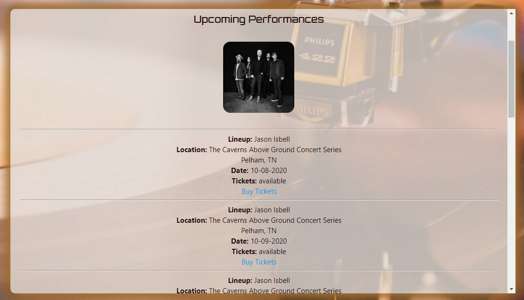 Upcoming Performances
PHILIPS
422
PHILIPS
Lineup: Jason Isbell
Location: The Caverns Above Ground Concert Series
Pelham, TN
Date: 10-08-2020
Tickets: available
Buy Tickets
Lineup: Jason Isbell
Location: The Caverns Above Ground Concert Series
Pelham, TN
Date: 10-09-2020
Tickets: available
Buy Tickets
Lineup: Jason Isbell
Location: The Caverns Above Ground Concert Series